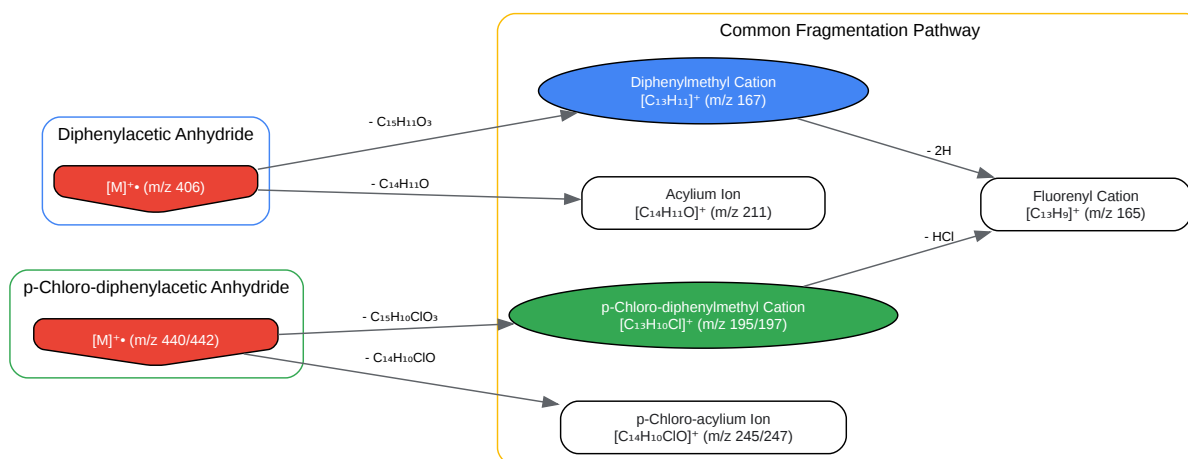 Common Fragmentation Pathway
Diphenylmethyl Cation
[C₁₃H₁₁]⁺ (m/z 167)
- C₁₅H₁₁O₃
Diphenylacetic Anhydride
[M]⁺• (m/z 406)
- 2H
- C₁₄H₁₁O
Acylium Ion
[C₁₄H₁₁O]⁺ (m/z 211)
Fluorenyl Cation
[C₁₃H₉]⁺ (m/z 165)
- HCl
p-Chloro-diphenylacetic Anhydride
[M]⁺• (m/z 440/442)
- C₁₅H₁₀ClO₃
p-Chloro-diphenylmethyl Cation
[C₁₃H₁₀Cl]⁺ (m/z 195/197)
- C₁₄H₁₀ClO
p-Chloro-acylium Ion
[C₁₄H₁₀ClO]⁺ (m/z 245/247)